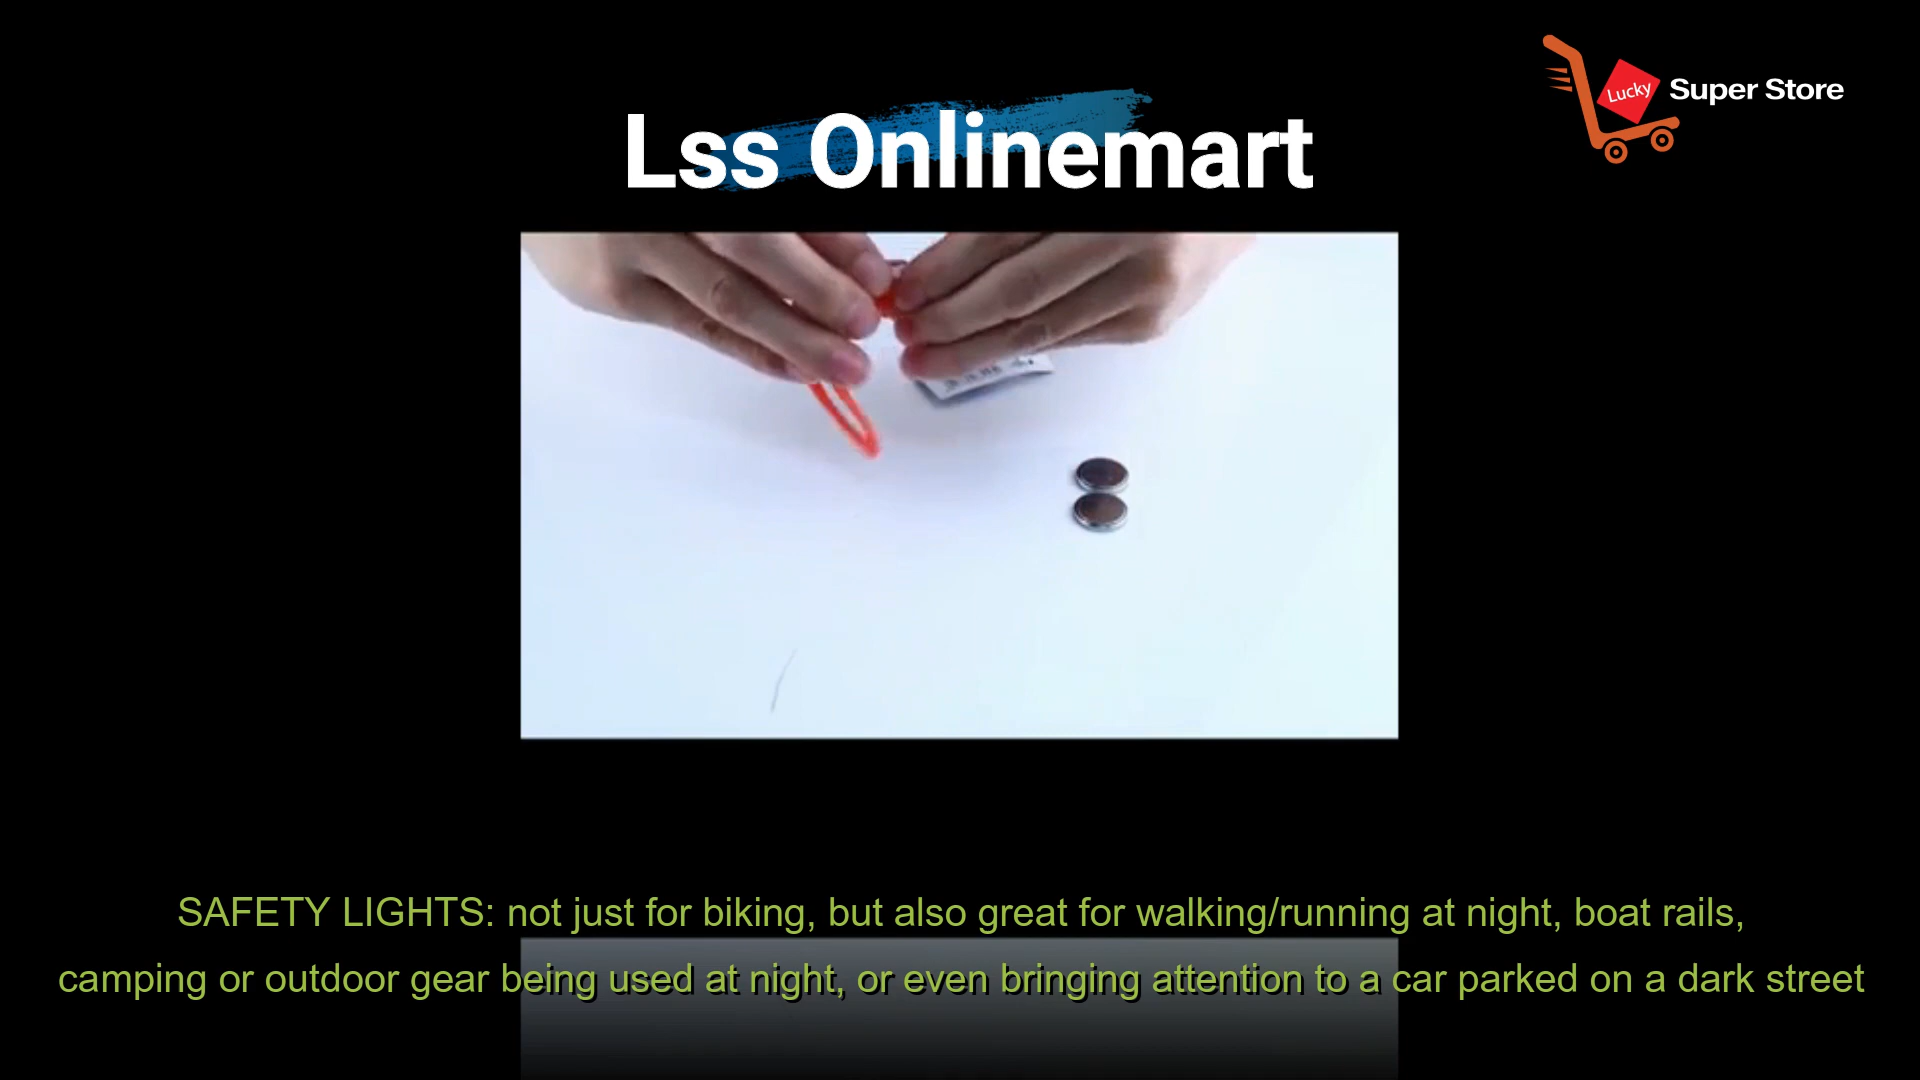 Lucky Super Store
Lss Onlinemart
SAFETY LIGHTS: not just for biking, but also great for walking/running at night, boat rails,
camping or outdoor gear being used at night, or even bringing attention to a car parked on a dark street